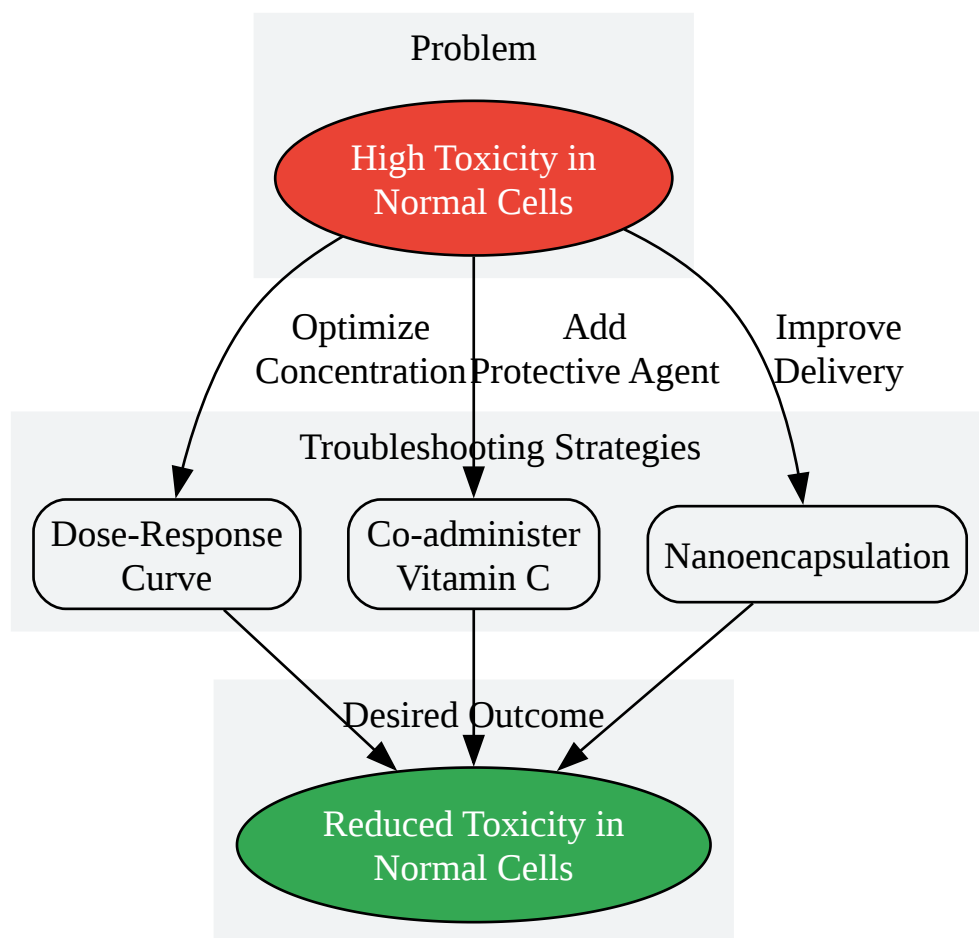 Problem
High Toxicity in
Normal Cells
Optimize
Concentration
Add
Protective Agent
Improve
Delivery
Troubleshooting Strategies
Dose-Response
Curve
Co-administer
Vitamin C
Nanoencapsulation
Desired Outcome
Reduced Toxicity in
Normal Cells